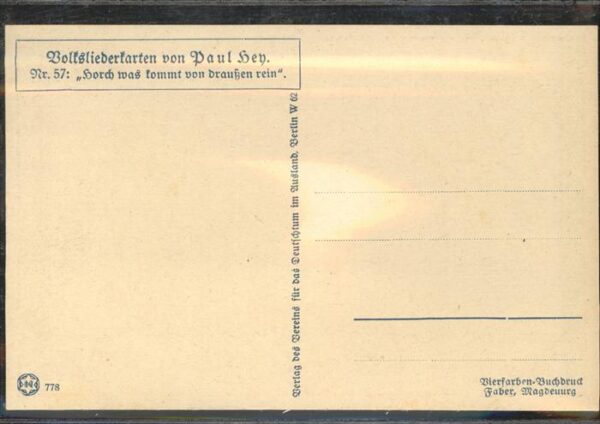 Volksliederkarten von Paul Hey.
Nr. 57: „Horch was kommt von draußen rein“.
Verlag des Vereins für das Deutschtum im Ausland, Berlin W 62
778
Vierfarben-Buchdruck
Faber, Magdeuurg